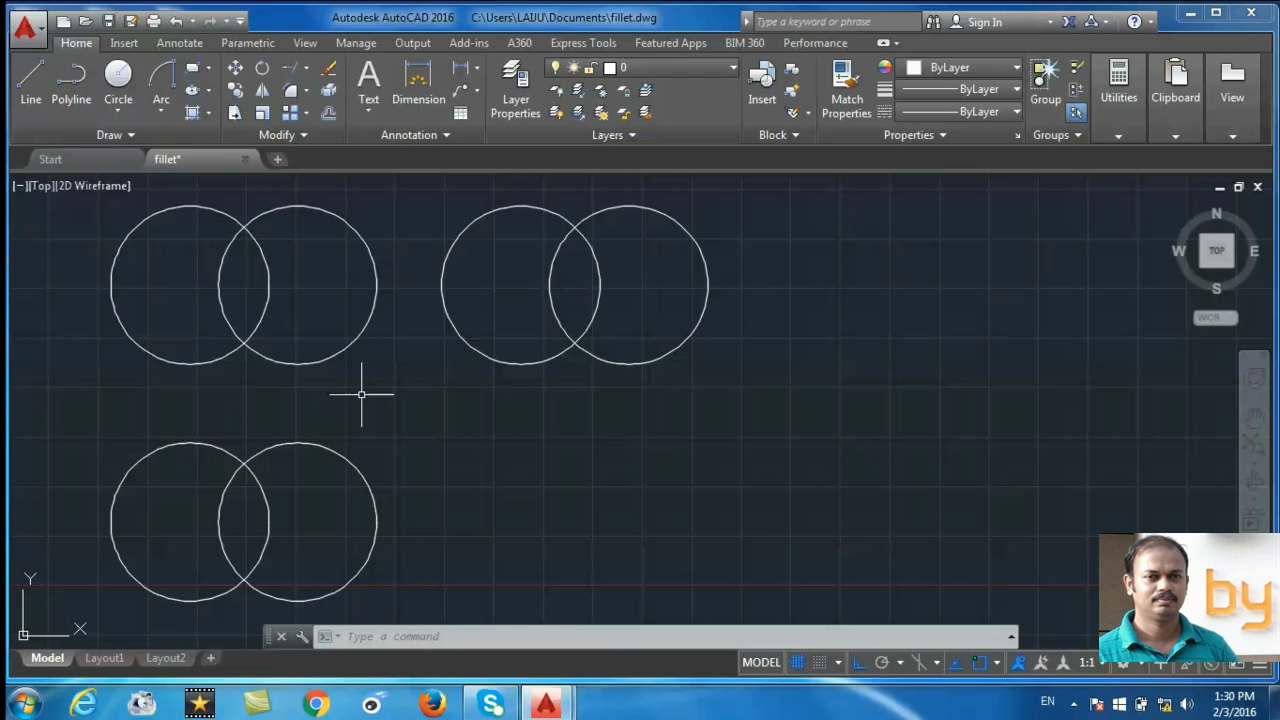 Autodesk AutoCAD 2016 C:\Users\LAIJU\Documents\fillet.dwg
Type a keyword or phrase
Sign In
Home Insert Annotate Parametric View Manage Output Add-ins A360 Express Tools Featured Apps BIM 360 Performance
0
ByLayer
ByLayer
ByLayer
Line Polyline Circle Arc
Text Dimension
Layer Properties
Insert
Match Properties
Group
Utilities Clipboard View
Draw Modify Annotation Layers Block Properties Groups
Start fillet*
[−][Top][2D Wireframe]
N
W TOP E
S
WCS
by
Y
X
Type a command
Model Layout1 Layout2
MODEL 1:1
EN
1:30 PM
2/3/2016